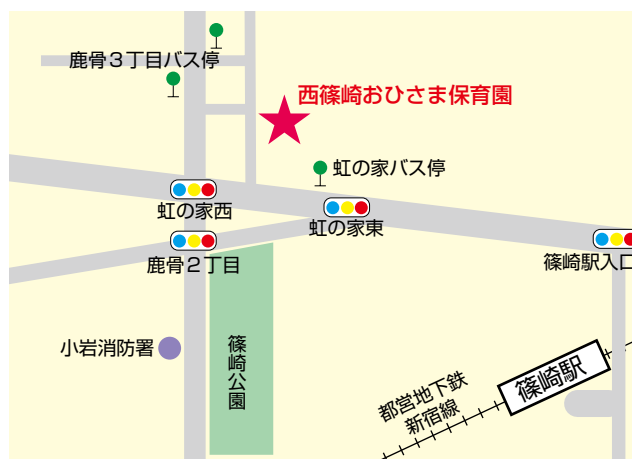 鹿骨３丁目バス停
西篠崎おひさま保育園
虹の家バス停
虹の家西
虹の家東
鹿骨２丁目
篠崎駅入口
小岩消防署
篠崎公園
篠崎駅
都営地下鉄
新宿線